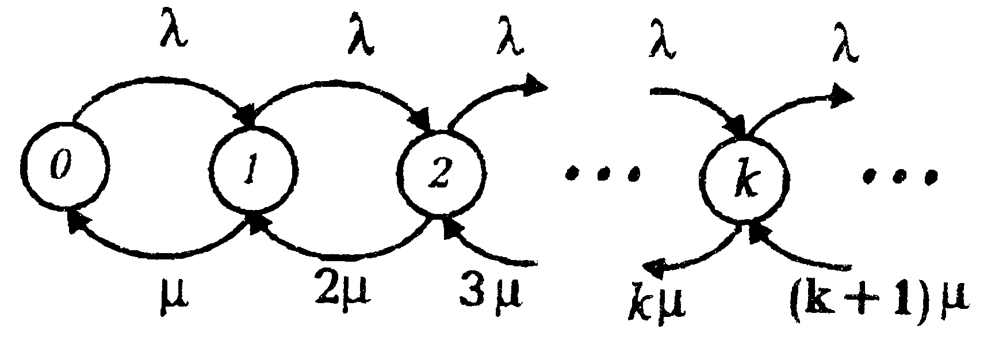 λ λ λ λ λ
0 1 2 ... k ...
μ 2μ 3μ kμ (k + 1) μ